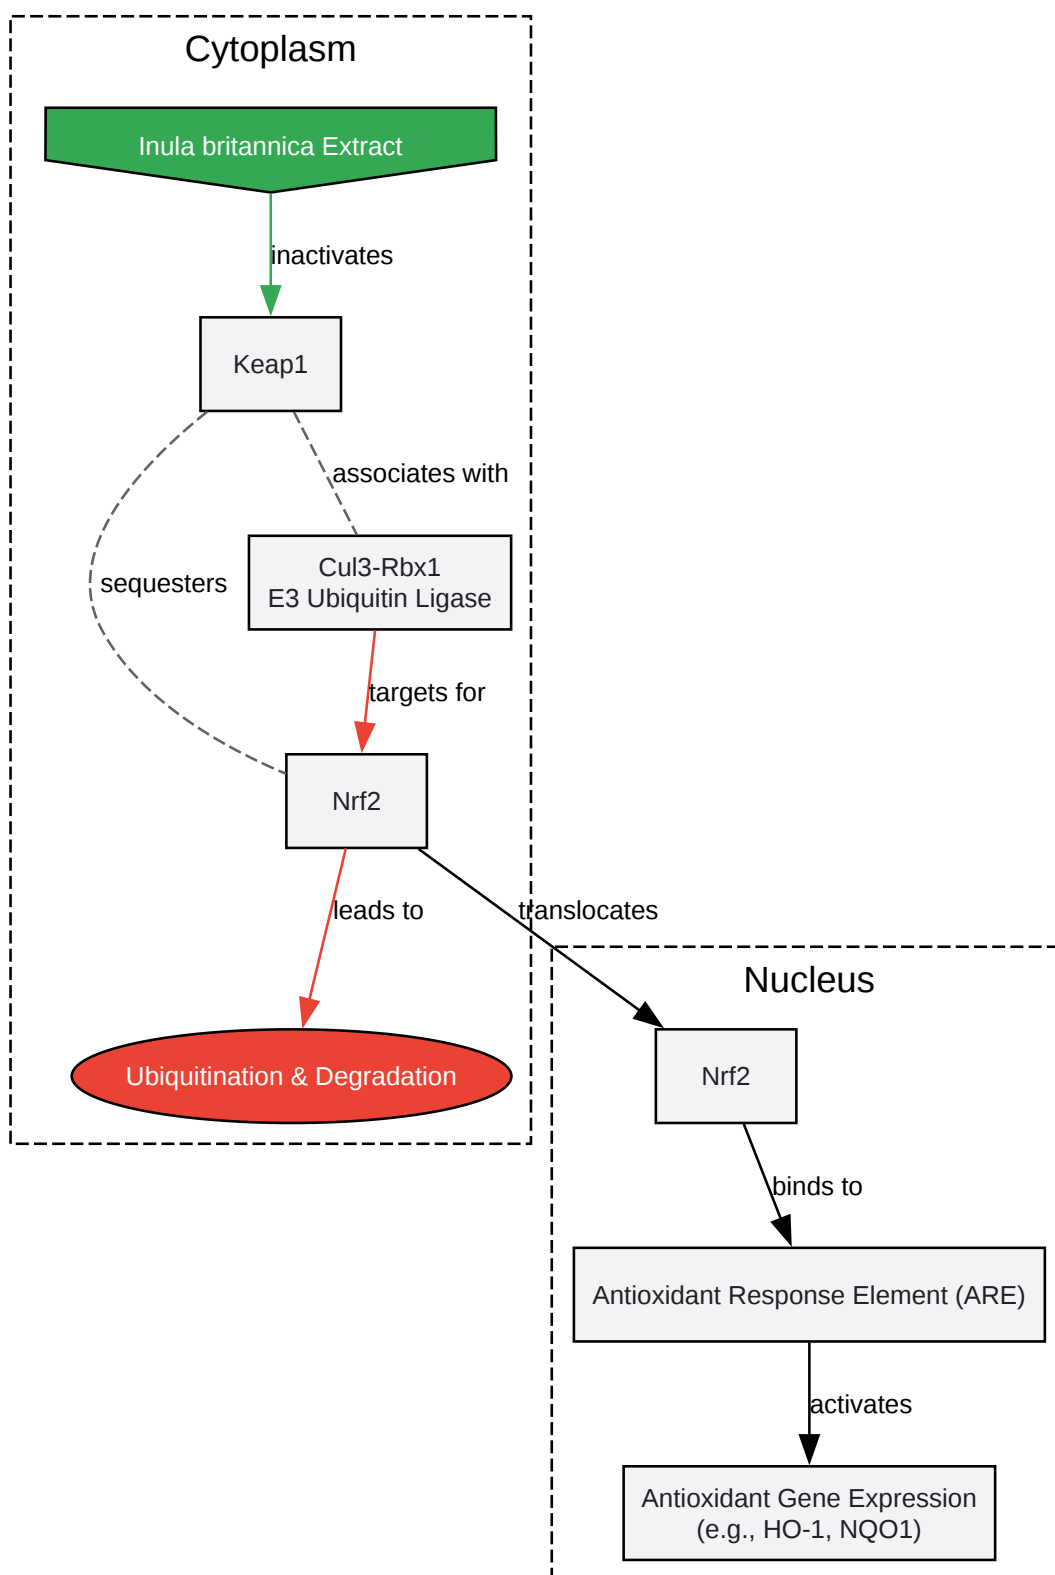 Cytoplasm
Inula britannica Extract
inactivates
Keap1
associates with
Cul3-Rbx1
E3 Ubiquitin Ligase
sequesters
targets for
Nrf2
leads to
translocates
Nucleus
Nrf2
Ubiquitination & Degradation
binds to
Antioxidant Response Element (ARE)
activates
Antioxidant Gene Expression
(e.g., HO-1, NQO1)